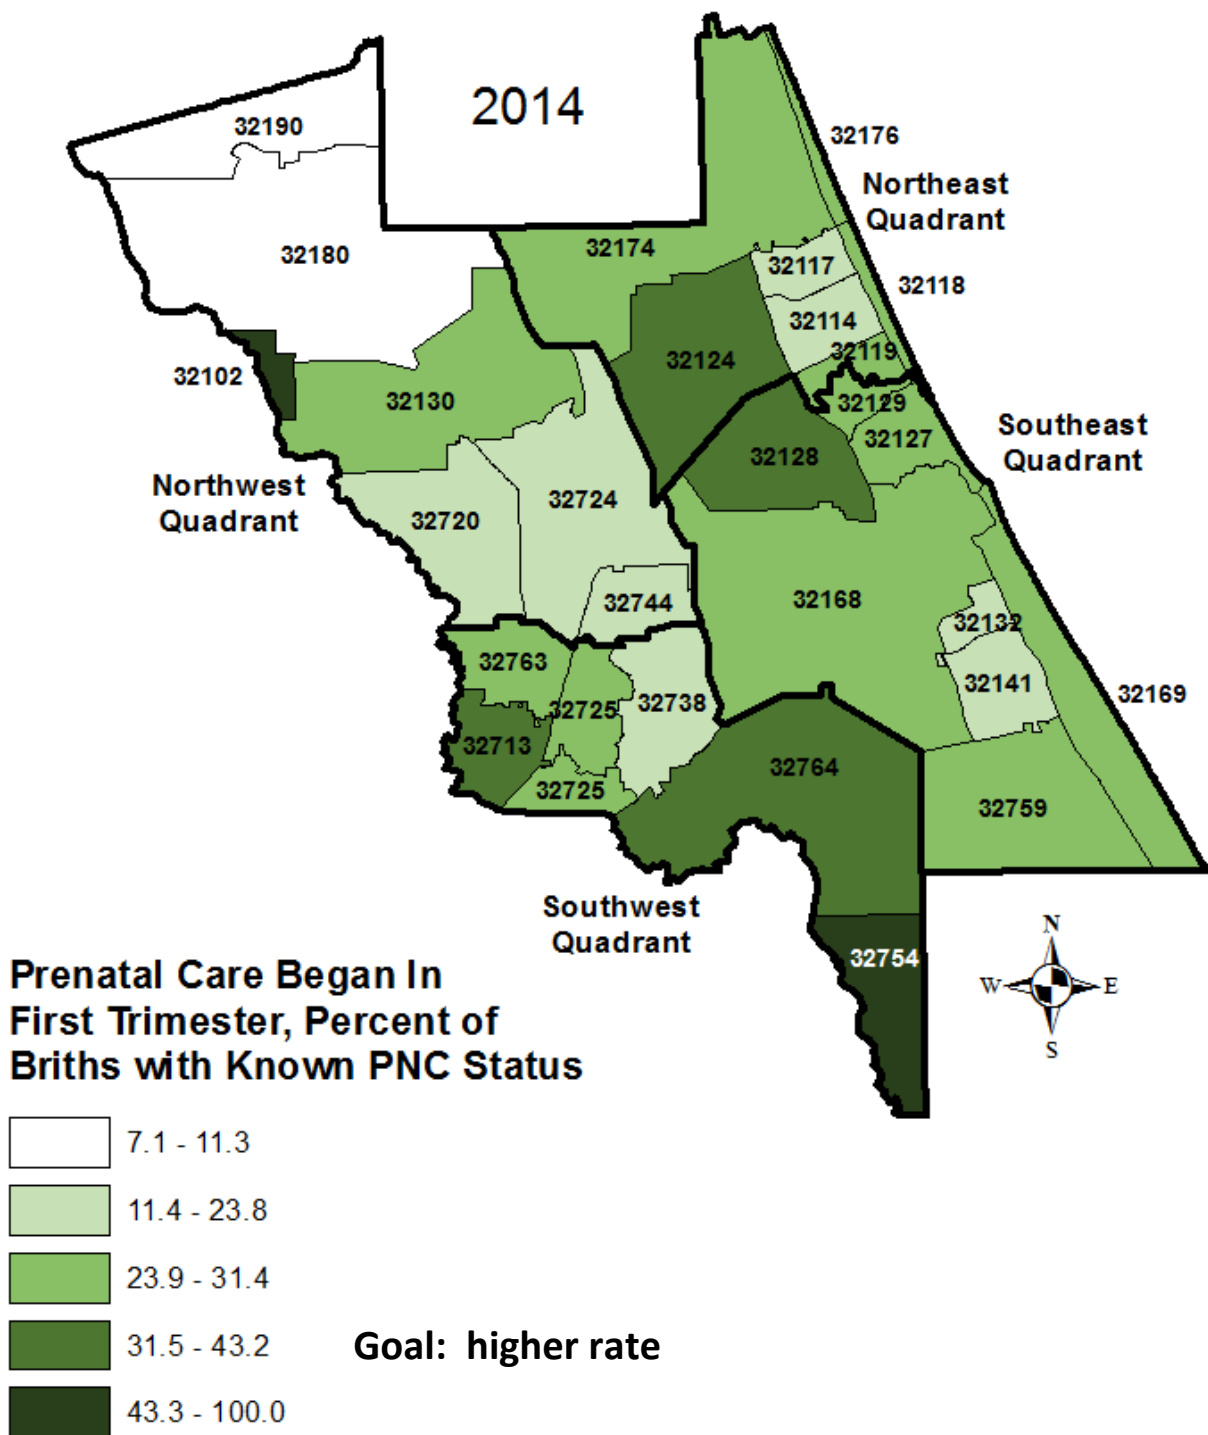 2014
32190
32176
Northeast
Quadrant
32180
32174
32117
32118
32114
32119
32124
32102
32130
32129
32127
Southeast
Quadrant
32128
Northwest
Quadrant
32724
32720
32168
32744
32132
32763
32141
32738
32725
32169
32713
32764
32725
32759
Southwest
Quadrant
32754
N
W
E
S
Prenatal Care Began In
First Trimester, Percent of
Briths with Known PNC Status
7.1 - 11.3
11.4 - 23.8
23.9 - 31.4
31.5 - 43.2
Goal: higher rate
43.3 - 100.0